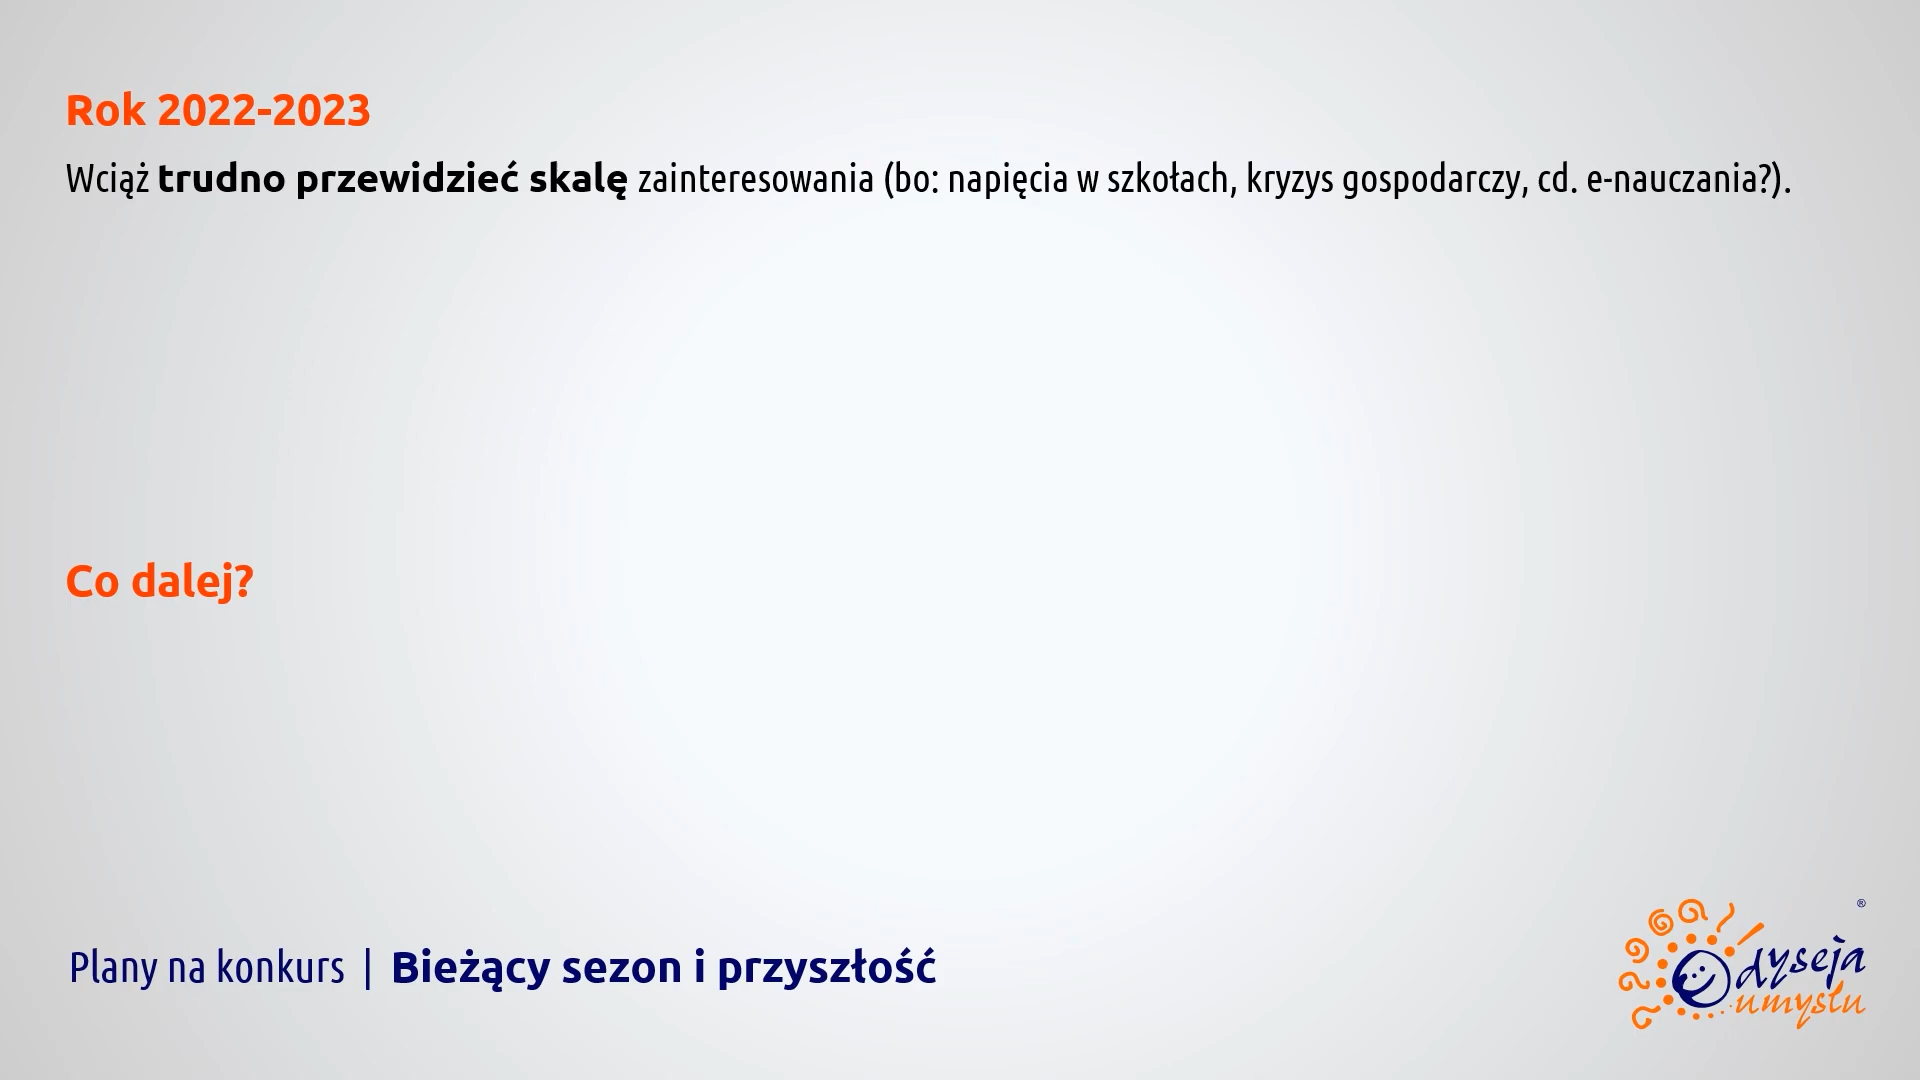 Rok 2022-2023
Wciąż trudno przewidzieć skalę zainteresowania (bo: napięcia w szkołach, kryzys gospodarczy, cd. e-nauczania?).
Co dalej?
Plany na konkurs | Bieżący sezon i przyszłość
®
Odyseja
umysłu